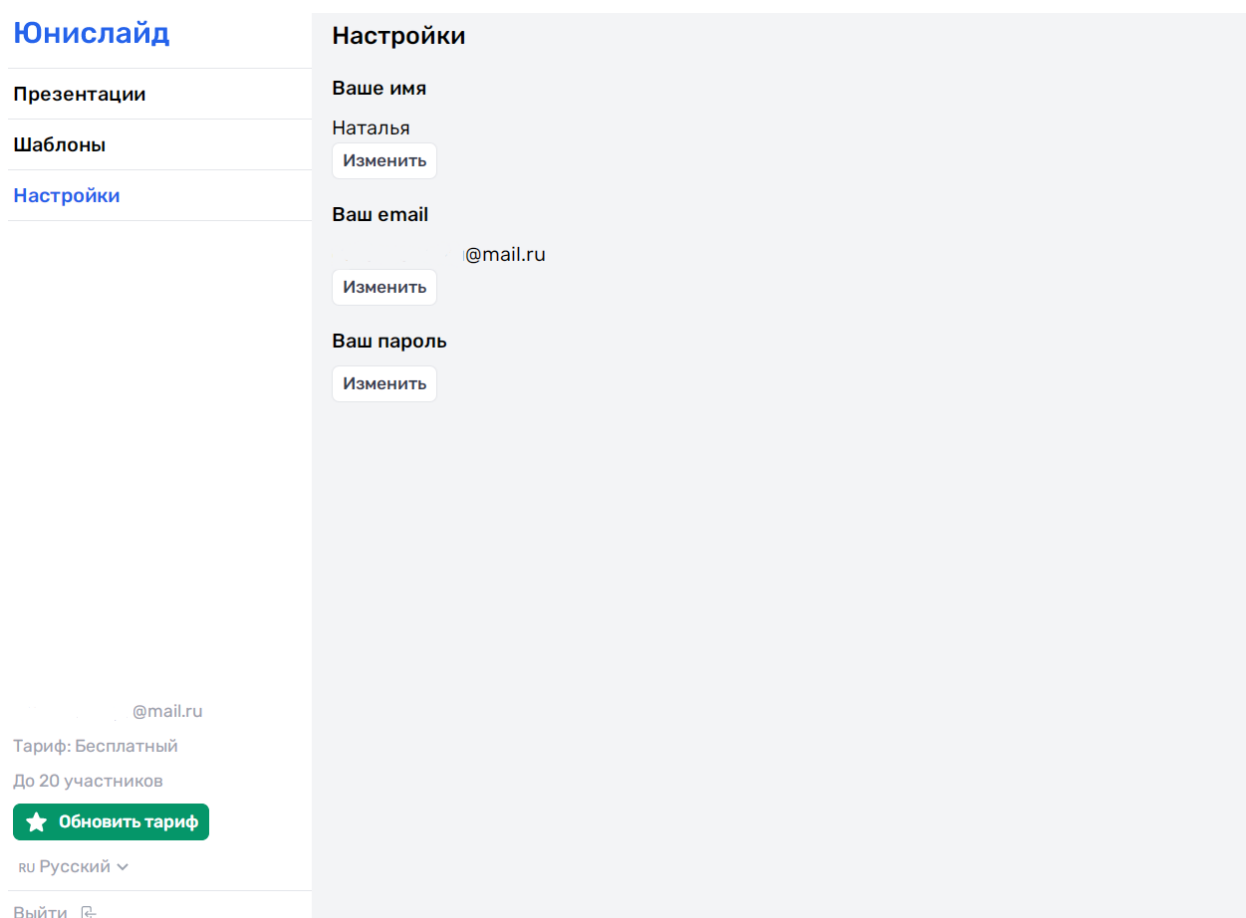 Юнислайд
Презентации
Шаблоны
Настройки
@mail.ru
Тариф: Бесплатный
До 20 участников
Обновить тариф
RU Русский
Выйти
Настройки
Ваше имя
Наталья
Изменить
Ваш email
@mail.ru
Изменить
Ваш пароль
Изменить